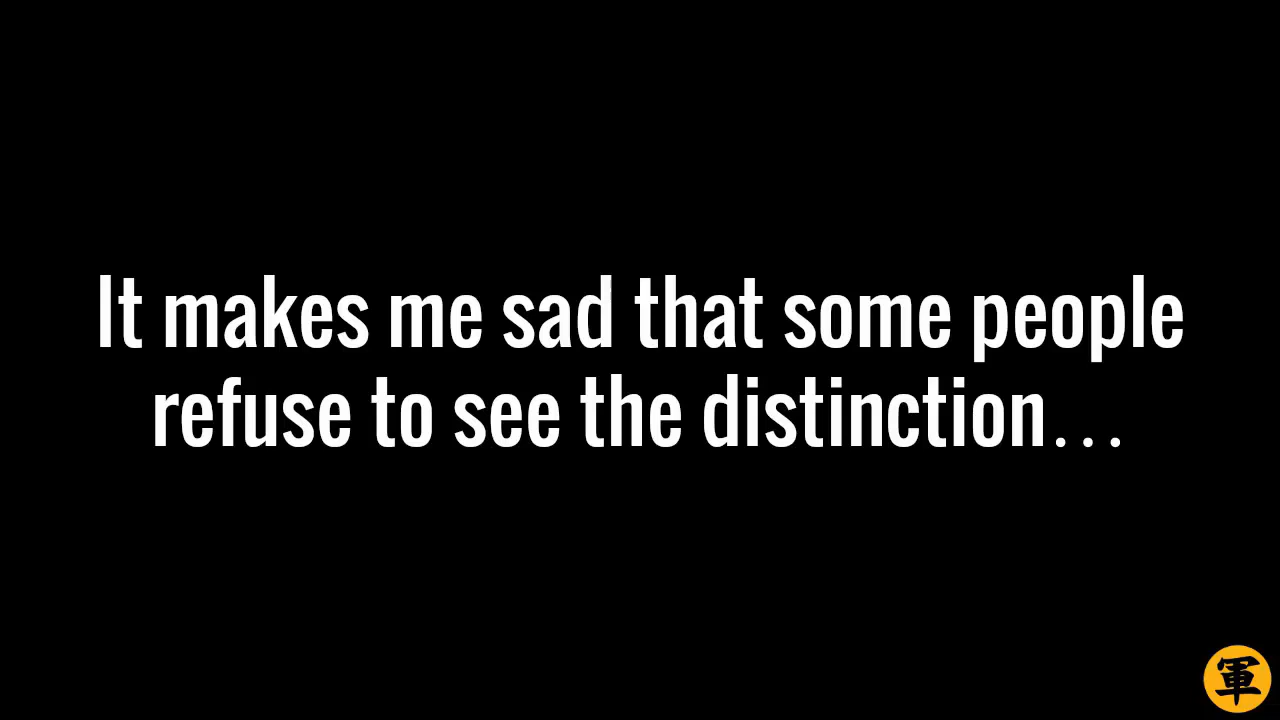 It makes me sad that some people
refuse to see the distinction...
軍